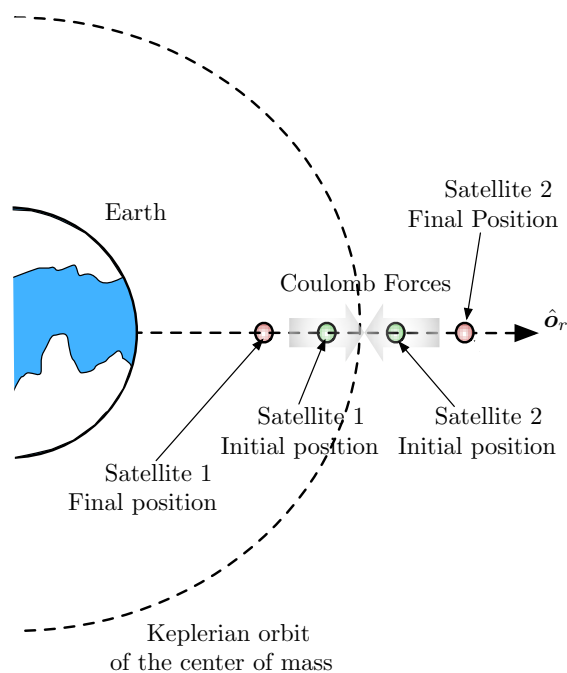 Satellite 2
Final Position
Earth
Coulomb Forces
ô_r
Satellite 1
Initial position
Satellite 2
Initial position
Satellite 1
Final position
Keplerian orbit
of the center of mass